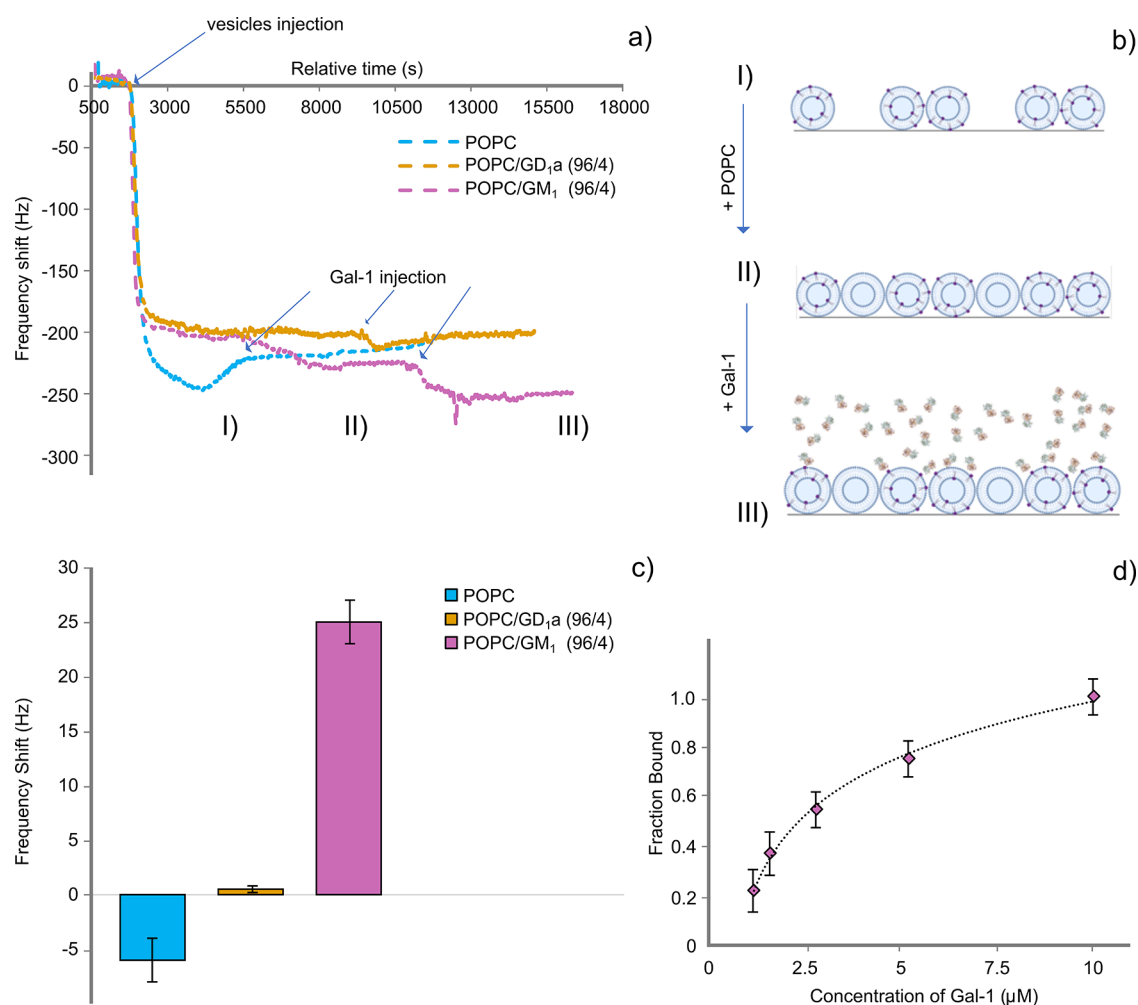 vesicles injection
a)
Relative time (s)
0
500
3000
5500
8000
10500
13000
15500
18000
-50
-100
-150
-200
-250
-300
Frequency shift (Hz)
POPC
POPC/GD₁a (96/4)
POPC/GM₁ (96/4)
Gal-1 injection
I)
II)
III)
b)
I)
+ POPC
II)
+ Gal-1
III)
c)
30
25
20
15
10
5
0
-5
Frequency Shift (Hz)
POPC
POPC/GD₁a (96/4)
POPC/GM₁ (96/4)
d)
1.0
0.8
0.6
0.4
0.2
0
Fraction Bound
0
2.5
5
7.5
10
Concentration of Gal-1 (µM)